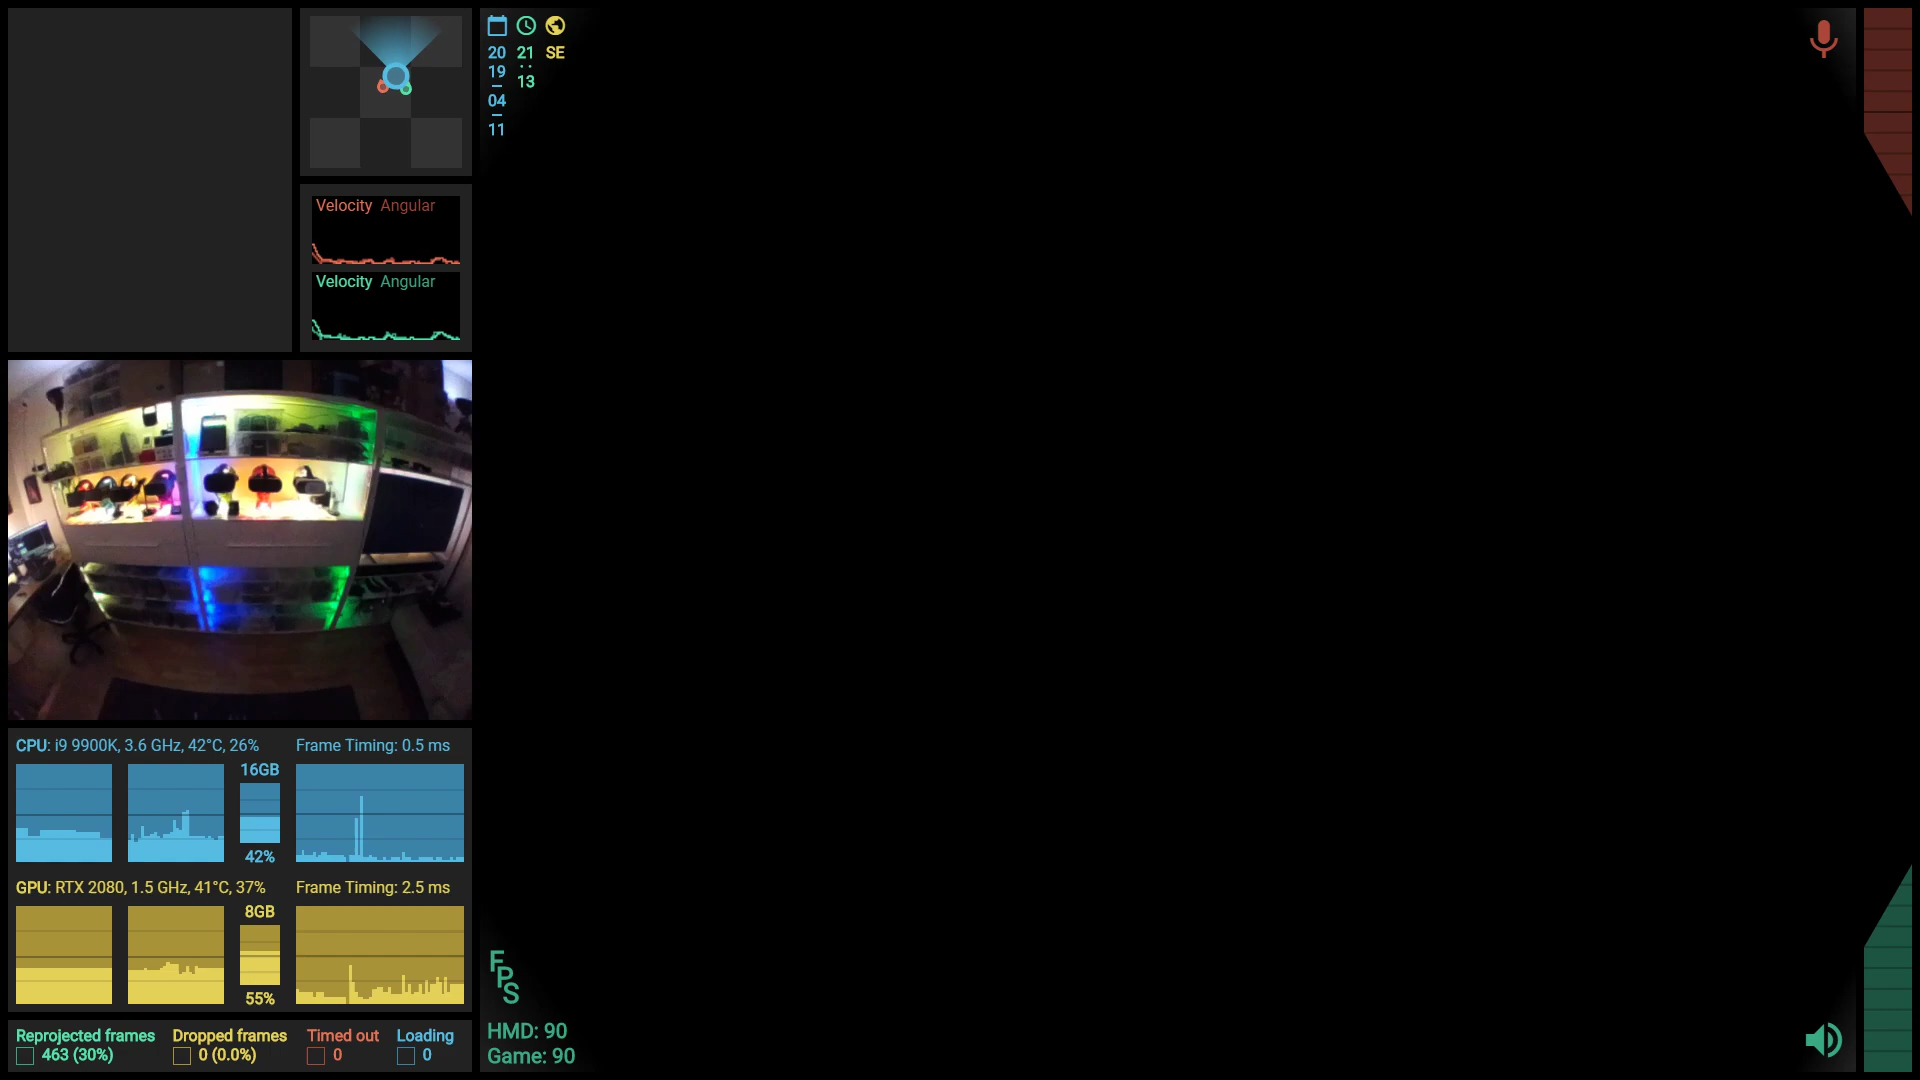 20
19
—
04
—
11
21
:
13
SE
Velocity Angular
Velocity Angular
CPU: i9 9900K, 3.6 GHz, 42°C, 26%
Frame Timing: 0.5 ms
16GB
42%
GPU: RTX 2080, 1.5 GHz, 41°C, 37%
Frame Timing: 2.5 ms
8GB
55%
Reprojected frames
463 (30%)
Dropped frames
0 (0.0%)
Timed out
0
Loading
0
FPS
HMD: 90
Game: 90